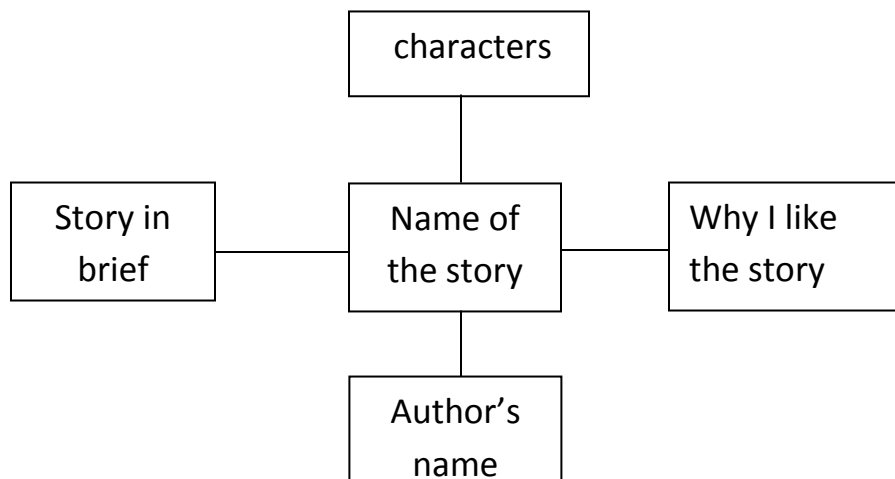 characters
Story in
brief
Name of
the story
Why I like
the story
Author’s
name